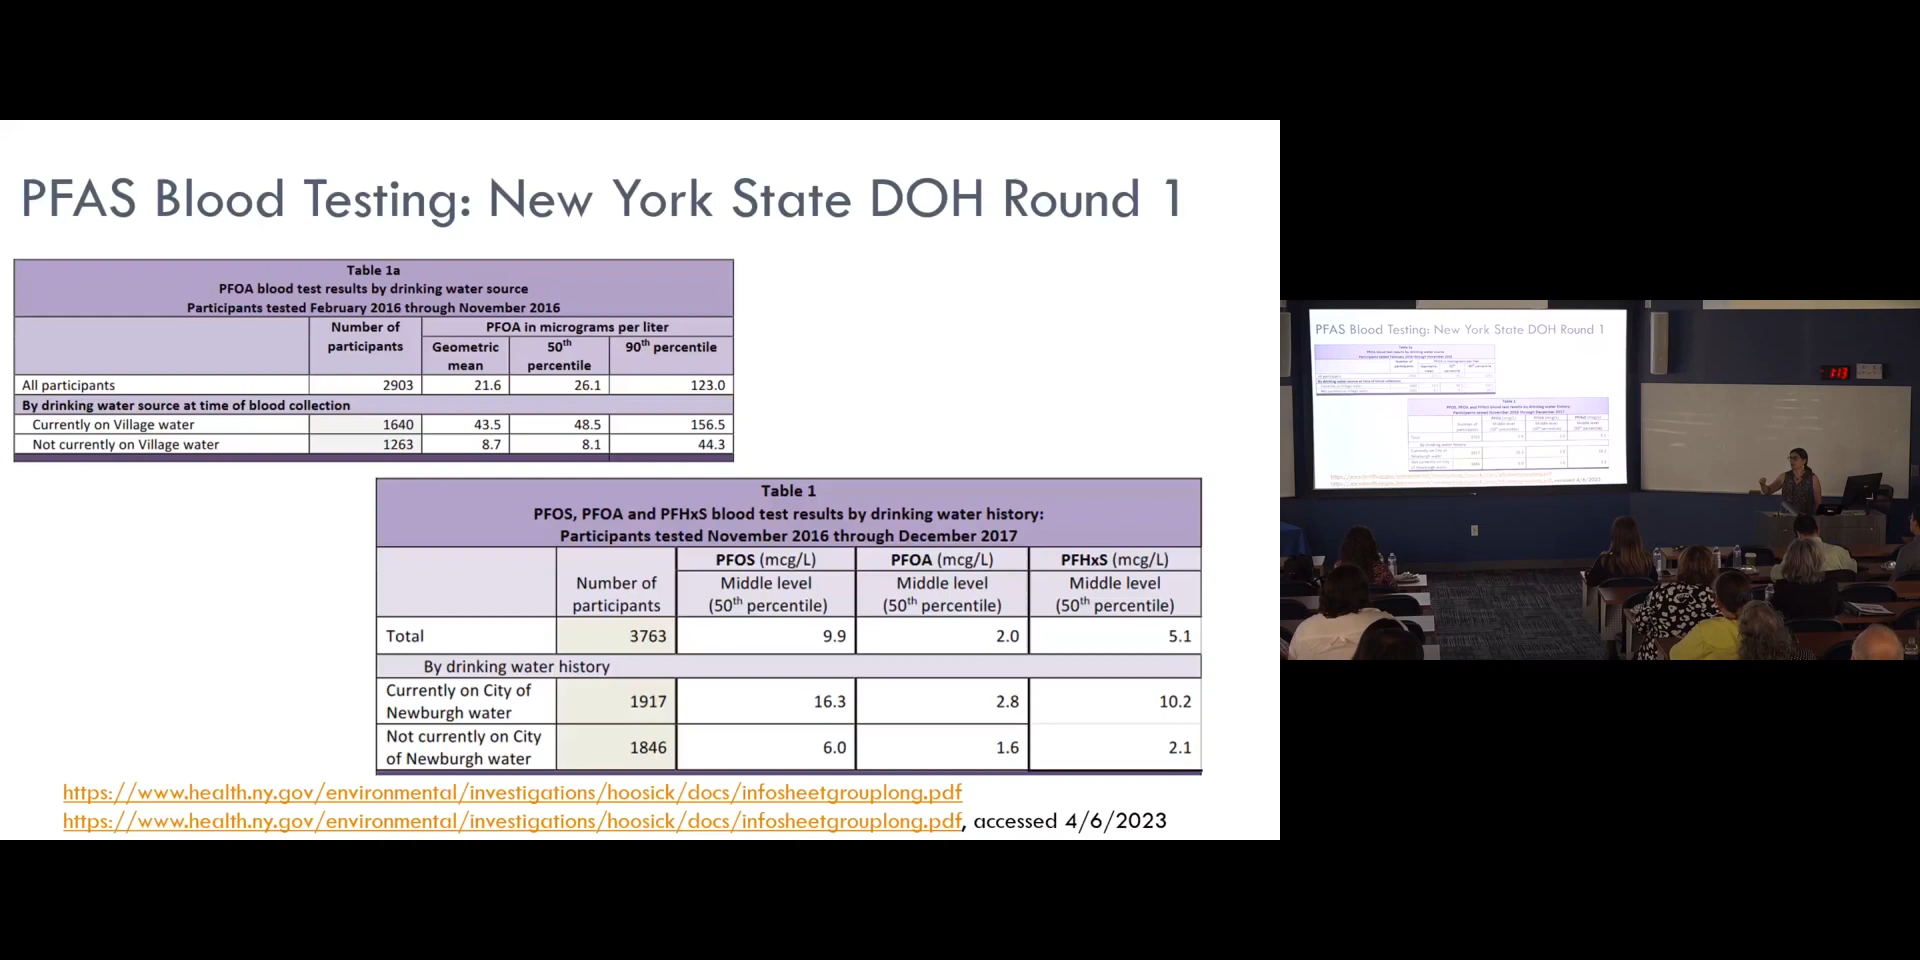 PFAS Blood Testing: New York State DOH Round 1
Table 1a
PFOA blood test results by drinking water source
Participants tested February 2016 through November 2016
Number of participants
PFOA in micrograms per liter
Geometric mean
50th percentile
90th percentile
All participants 2903 21.6 26.1 123.0
By drinking water source at time of blood collection
Currently on Village water 1640 43.5 48.5 156.5
Not currently on Village water 1263 8.7 8.1 44.3
Table 1
PFOS, PFOA and PFHxS blood test results by drinking water history:
Participants tested November 2016 through December 2017
PFOS (mcg/L) PFOA (mcg/L) PFHxS (mcg/L)
Number of participants
Middle level (50th percentile)
Middle level (50th percentile)
Middle level (50th percentile)
Total 3763 9.9 2.0 5.1
By drinking water history
Currently on City of Newburgh water 1917 16.3 2.8 10.2
Not currently on City of Newburgh water 1846 6.0 1.6 2.1
https://www.health.ny.gov/environmental/investigations/hoosick/docs/infosheetgrouplong.pdf
https://www.health.ny.gov/environmental/investigations/hoosick/docs/infosheetgrouplong.pdf, accessed 4/6/2023
PFAS Blood Testing: New York State DOH Round 1